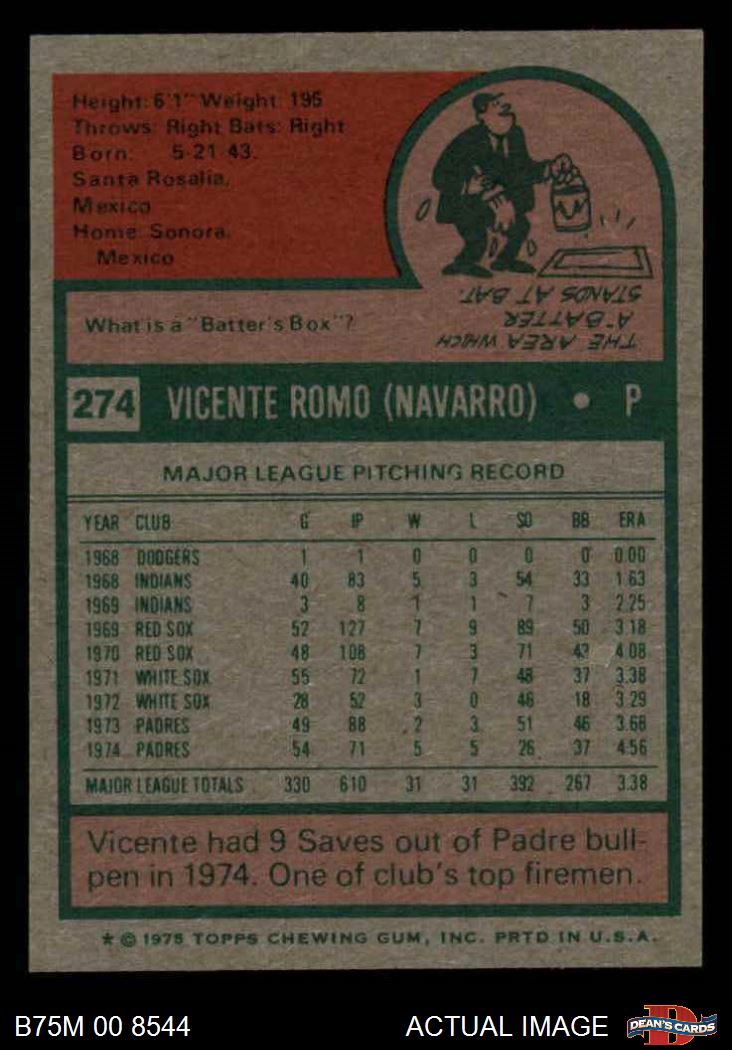 Height: 6'1" Weight: 195
Throws: Right Bats: Right
Born: 5-21-43.
Santa Rosalia,
Mexico
Home: Sonora,
Mexico
What is a "Batter's Box"?
THE AREA WHICH
A BATTER
STANDS AT BAT.
274 VICENTE ROMO (NAVARRO) • P
MAJOR LEAGUE PITCHING RECORD
YEAR CLUB G IP W L SO BB ERA
1968 DODGERS 1 1 0 0 0 0 0.00
1968 INDIANS 40 83 5 3 54 33 1.63
1969 INDIANS 3 8 1 1 7 3 2.25
1969 RED SOX 52 127 7 9 89 50 3.18
1970 RED SOX 48 108 7 3 71 43 4.08
1971 WHITE SOX 55 72 1 7 48 37 3.38
1972 WHITE SOX 28 52 3 0 46 18 3.29
1973 PADRES 49 88 2 3 51 46 3.68
1974 PADRES 54 71 5 5 26 37 4.56
MAJOR LEAGUE TOTALS 330 610 31 31 392 267 3.38
Vicente had 9 Saves out of Padre bull-
pen in 1974. One of club's top firemen.
* © 1975 TOPPS CHEWING GUM, INC. PRTD IN U.S.A.
B75M 00 8544 ACTUAL IMAGE DEAN'S CARDS